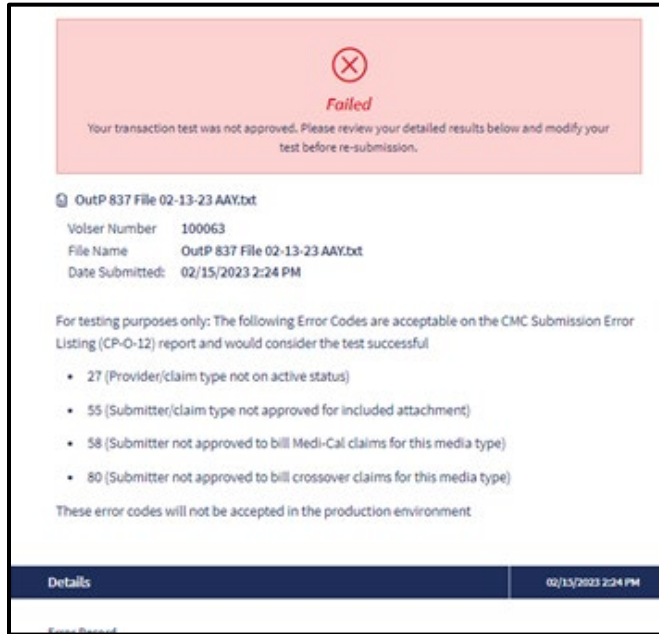 Failed
Your transaction test was not approved. Please review your detailed results below and modify your
test before re-submission.
OutP 837 File 02-13-23 AAY.txt
Volser Number 100063
File Name OutP 837 File 02-13-23 AAY.txt
Date Submitted: 02/15/2023 2:24 PM
For testing purposes only: The following Error Codes are acceptable on the CMC Submission Error
Listing (CP-O-12) report and would consider the test successful
• 27 (Provider/claim type not on active status)
• 55 (Submitter/claim type not approved for included attachment)
• 58 (Submitter not approved to bill Medi-Cal claims for this media type)
• 80 (Submitter not approved to bill crossover claims for this media type)
These error codes will not be accepted in the production environment
Details 02/15/2023 2:24 PM
Error Record